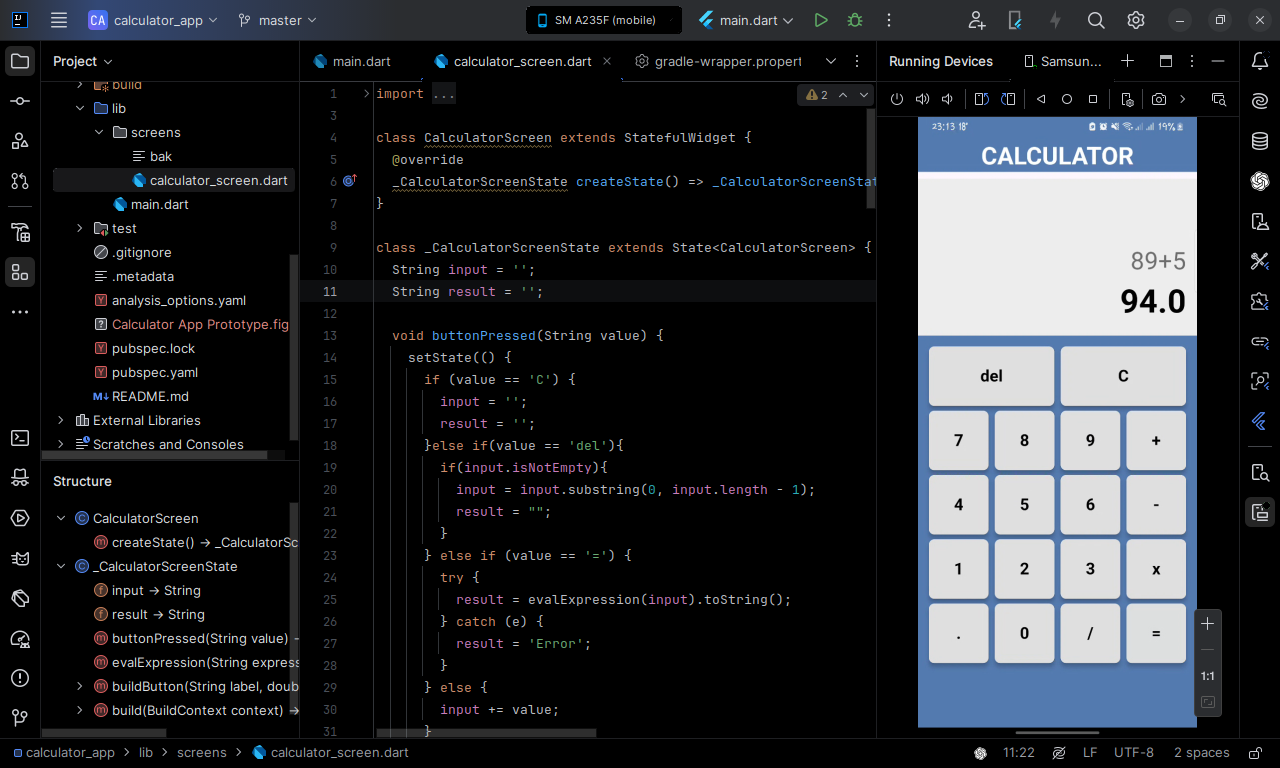 CA calculator_app master SM A235F (mobile) main.dart
Project
build
lib
screens
bak
calculator_screen.dart
main.dart
test
.gitignore
.metadata
analysis_options.yaml
Calculator App Prototype.fig
pubspec.lock
pubspec.yaml
README.md
External Libraries
Scratches and Consoles
Structure
CalculatorScreen
createState() → _CalculatorSc
_CalculatorScreenState
input → String
result → String
buttonPressed(String value)
evalExpression(String express
buildButton(String label, doub
build(BuildContext context) →
main.dart calculator_screen.dart gradle-wrapper.propert
2
1 import ...
3
4 class CalculatorScreen extends StatefulWidget {
5 @override
6 _CalculatorScreenState createState() => _CalculatorScreenStat
7 }
8
9 class _CalculatorScreenState extends State<CalculatorScreen> {
10 String input = '';
11 String result = '';
12
13 void buttonPressed(String value) {
14 setState(() {
15 if (value == 'C') {
16 input = '';
17 result = '';
18 }else if(value == 'del'){
19 if(input.isNotEmpty){
20 input = input.substring(0, input.length - 1);
21 result = "";
22 }
23 } else if (value == '=') {
24 try {
25 result = evalExpression(input).toString();
26 } catch (e) {
27 result = 'Error';
28 }
29 } else {
30 input += value;
31 }
Running Devices Samsun...
23:13 18° 19%
CALCULATOR
89+5
94.0
del C
7 8 9 +
4 5 6 -
1 2 3 x
. 0 / =
1:1
calculator_app > lib > screens > calculator_screen.dart
11:22 LF UTF-8 2 spaces